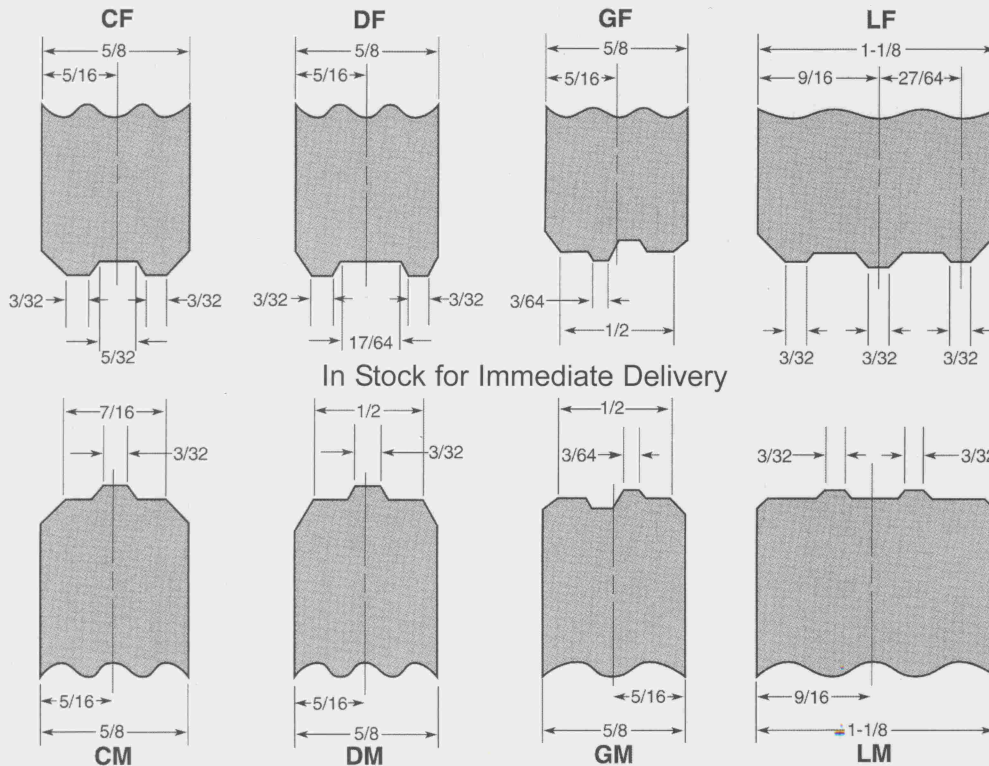 CF DF GF LF
5/8 5/8 5/8 1-1/8
5/16 5/16 5/16 9/16 27/64
3/32 3/32 3/32 3/32 3/64
5/32 17/64 1/2 3/32 3/32 3/32
In Stock for Immediate Delivery
7/16 1/2 1/2
3/32 3/32 3/64 3/32 3/32
5/16 5/16 5/16 9/16
5/8 5/8 5/8 1-1/8
CM DM GM LM